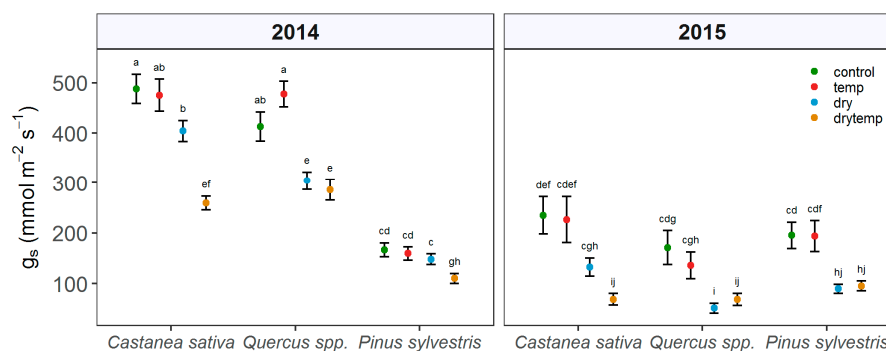 2014 2015
g_s (mmol m⁻² s⁻¹)
500
400
300
200
100
a ab b ef
ab a e e
cd cd c gh
def cdef cgh ij
cdg cgh i ij
cd cdf hj hj
control
temp
dry
drytemp
Castanea sativa Quercus spp. Pinus sylvestris
Castanea sativa Quercus spp. Pinus sylvestris